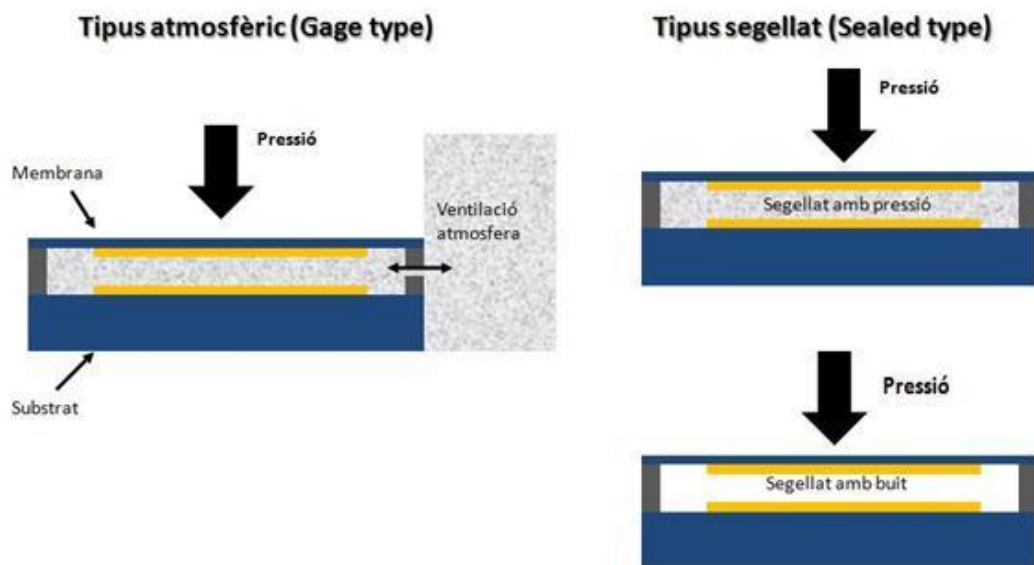 Tipus atmosfèric (Gage type)
Pressió
Membrana
Ventilació
atmosfera
Substrat
Tipus segellat (Sealed type)
Pressió
Segellat amb pressió
Pressió
Segellat amb buit